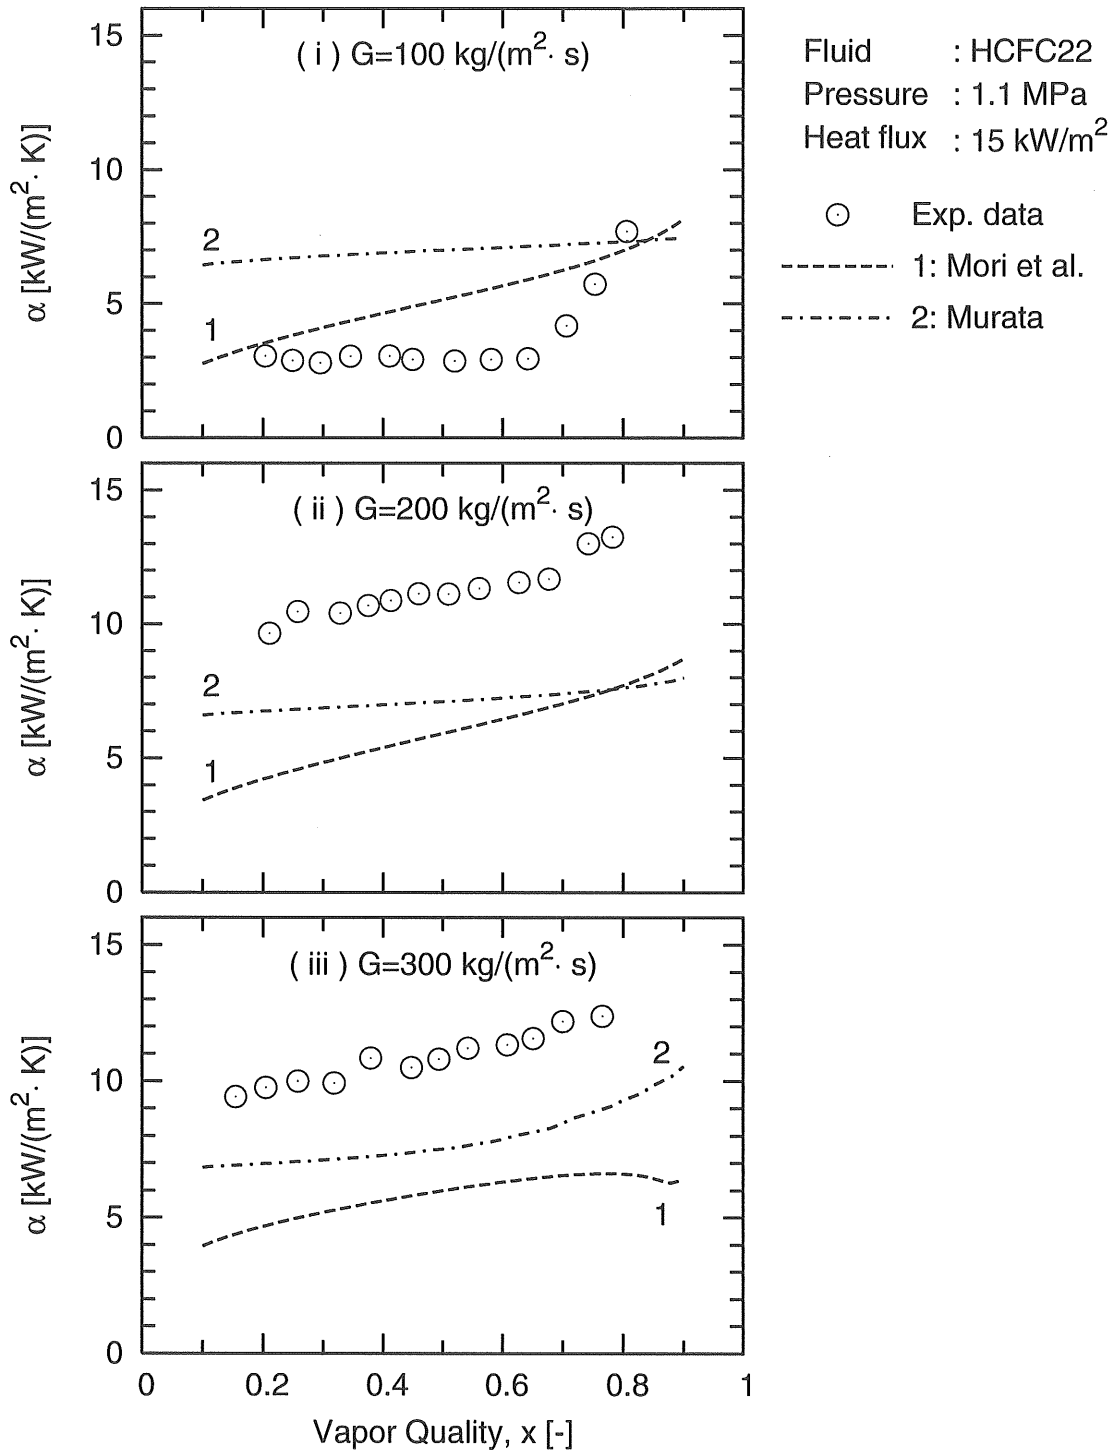 15
( i ) G=100 kg/(m²· s)
10
5
0
α [kW/(m²· K)]
2
1
Fluid : HCFC22
Pressure : 1.1 MPa
Heat flux : 15 kW/m²
Exp. data
1: Mori et al.
2: Murata
15
( ii ) G=200 kg/(m²· s)
10
5
0
α [kW/(m²· K)]
2
1
15
( iii ) G=300 kg/(m²· s)
10
5
0
α [kW/(m²· K)]
2
1
0 0.2 0.4 0.6 0.8 1
Vapor Quality, x [-]